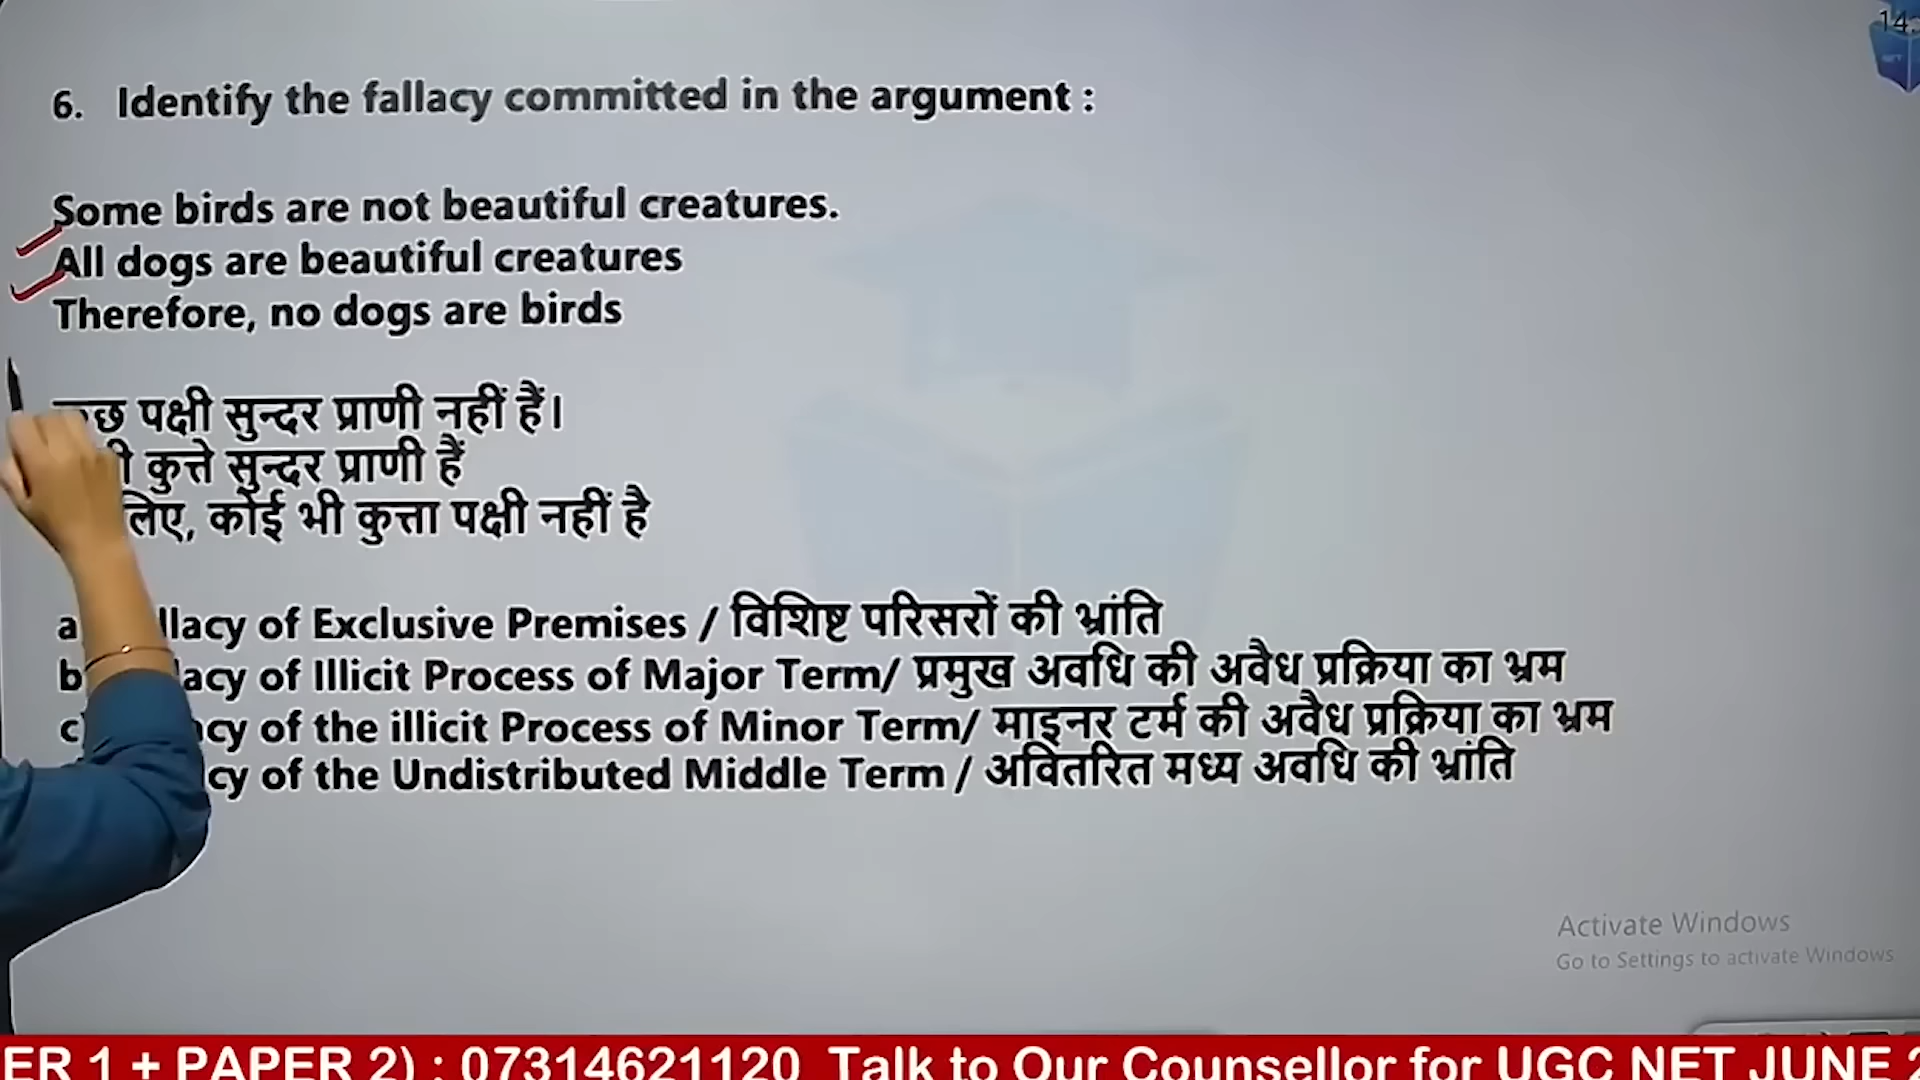 14:
6. Identify the fallacy committed in the argument :
Some birds are not beautiful creatures.
All dogs are beautiful creatures
Therefore, no dogs are birds
पक्षी सुन्दर प्राणी नहीं हैं।
कुत्ते सुन्दर प्राणी हैं
कोई भी कुत्ता पक्षी नहीं है
a of Exclusive Premises / विशिष्ट परिसरों की भ्रांति
b of Illicit Process of Major Term/ प्रमुख अवधि की अवैध प्रक्रिया का भ्रम
c of the illicit Process of Minor Term/ माइनर टर्म की अवैध प्रक्रिया का भ्रम
of the Undistributed Middle Term / अवितरित मध्य अवधि की भ्रांति
Activate Windows
Go to Settings to activate Windows
ER 1 + PAPER 2) : 07314621120 Talk to Our Counsellor for UGC NET JUNE 2